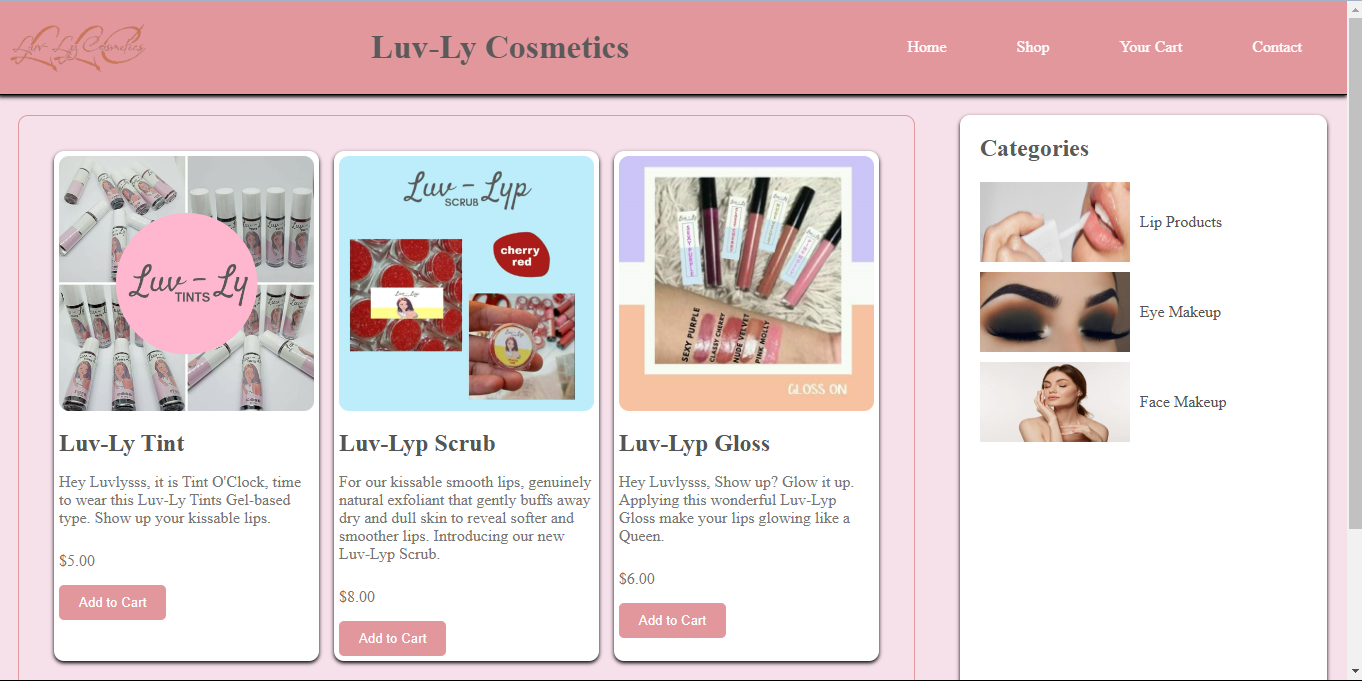 Luv-Ly Cosmetics
Luv-Ly Cosmetics
Home
Shop
Your Cart
Contact
Luv - Ly
TINTS
Luv-Ly Tint
Hey Luvlysss, it is Tint O'Clock, time
to wear this Luv-Ly Tints Gel-based
type. Show up your kissable lips.
$5.00
Add to Cart
Luv - Lyp
SCRUB
cherry
red
Luv-Lyp Scrub
For our kissable smooth lips, genuinely
natural exfoliant that gently buffs away
dry and dull skin to reveal softer and
smoother lips. Introducing our new
Luv-Lyp Scrub.
$8.00
Add to Cart
SEXY PURPLE
CLASSY CHERRY
NUDE VELVET
PINK MOLLY
GLOSS ON
Luv-Lyp Gloss
Hey Luvlysss, Show up? Glow it up.
Applying this wonderful Luv-Lyp
Gloss make your lips glowing like a
Queen.
$6.00
Add to Cart
Categories
Lip Products
Eye Makeup
Face Makeup